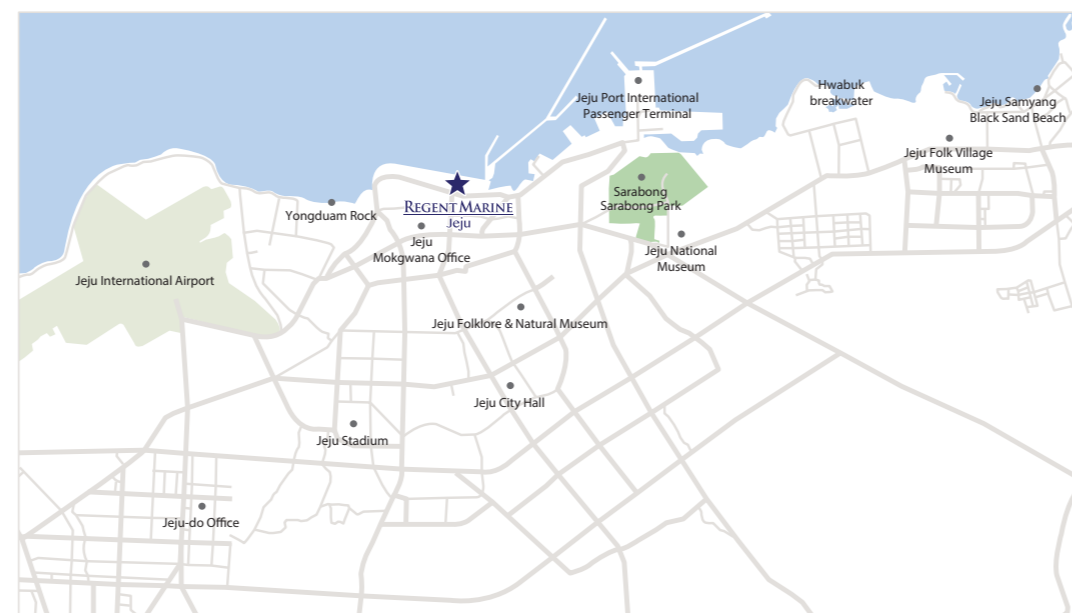 Hwabuk
breakwater
Jeju Port International
Passenger Terminal
Jeju Samyang
Black Sand Beach
Jeju Folk Village
Museum
Sarabong
Sarabong Park
Yongduam Rock
REGENT MARINE
Jeju
Jeju
Mokgwana Office
Jeju National
Museum
Jeju International Airport
Jeju Folklore & Natural Museum
Jeju City Hall
Jeju Stadium
Jeju-do Office